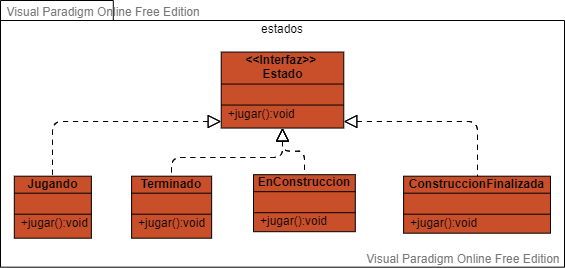 Visual Paradigm Online Free Edition
estados
<<Interfaz>>
Estado
+jugar():void
Jugando
+jugar():void
Terminado
+jugar():void
EnConstruccion
+jugar():void
ConstruccionFinalizada
+jugar():void
Visual Paradigm Online Free Edition